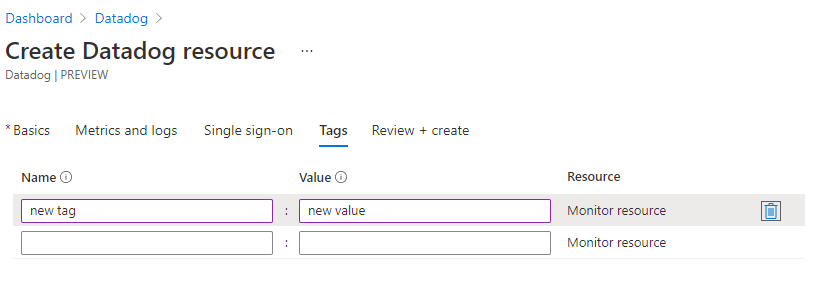 Dashboard > Datadog >
Create Datadog resource ...
Datadog | PREVIEW
* Basics Metrics and logs Single sign-on Tags Review + create
Name Value Resource
new tag : new value Monitor resource
: Monitor resource